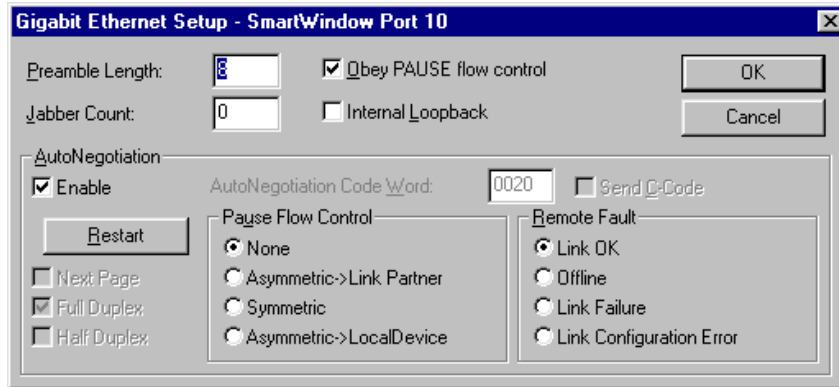 Gigabit Ethernet Setup - SmartWindow Port 10
Preamble Length: 8 Obey PAUSE flow control OK
Jabber Count: 0 Internal Loopback Cancel
AutoNegotiation
Enable AutoNegotiation Code Word: 0020 Send C-Code
Restart Pause Flow Control Remote Fault
None Link OK
Next Page Asymmetric->Link Partner Offline
Full Duplex Symmetric Link Failure
Half Duplex Asymmetric->LocalDevice Link Configuration Error